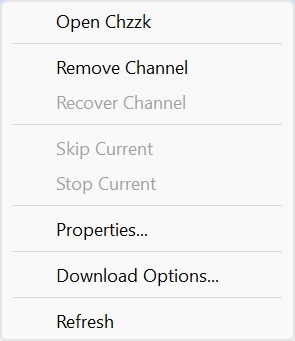 Open Chzzk
Remove Channel
Recover Channel
Skip Current
Stop Current
Properties...
Download Options...
Refresh